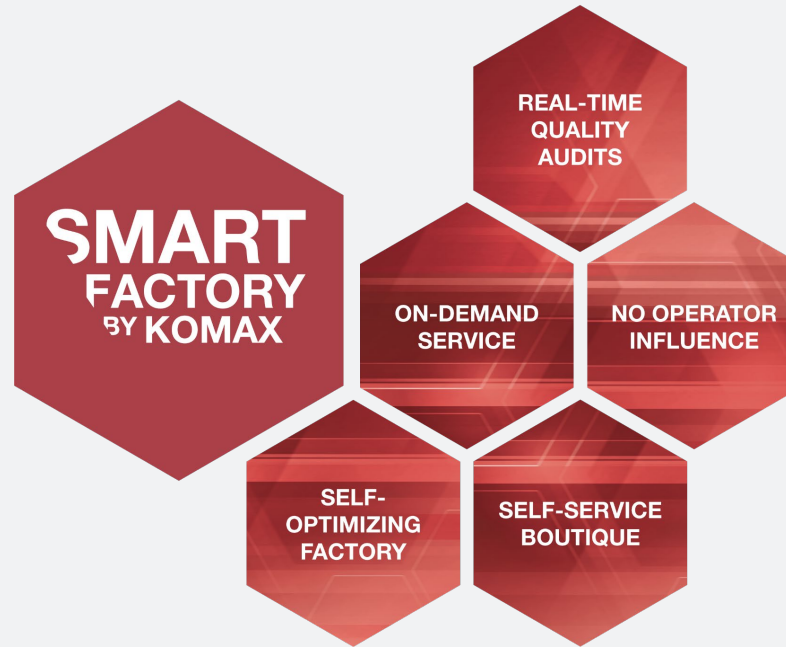 SMART
FACTORY
BY KOMAX
REAL-TIME
QUALITY
AUDITS
ON-DEMAND
SERVICE
NO OPERATOR
INFLUENCE
SELF-
OPTIMIZING
FACTORY
SELF-SERVICE
BOUTIQUE